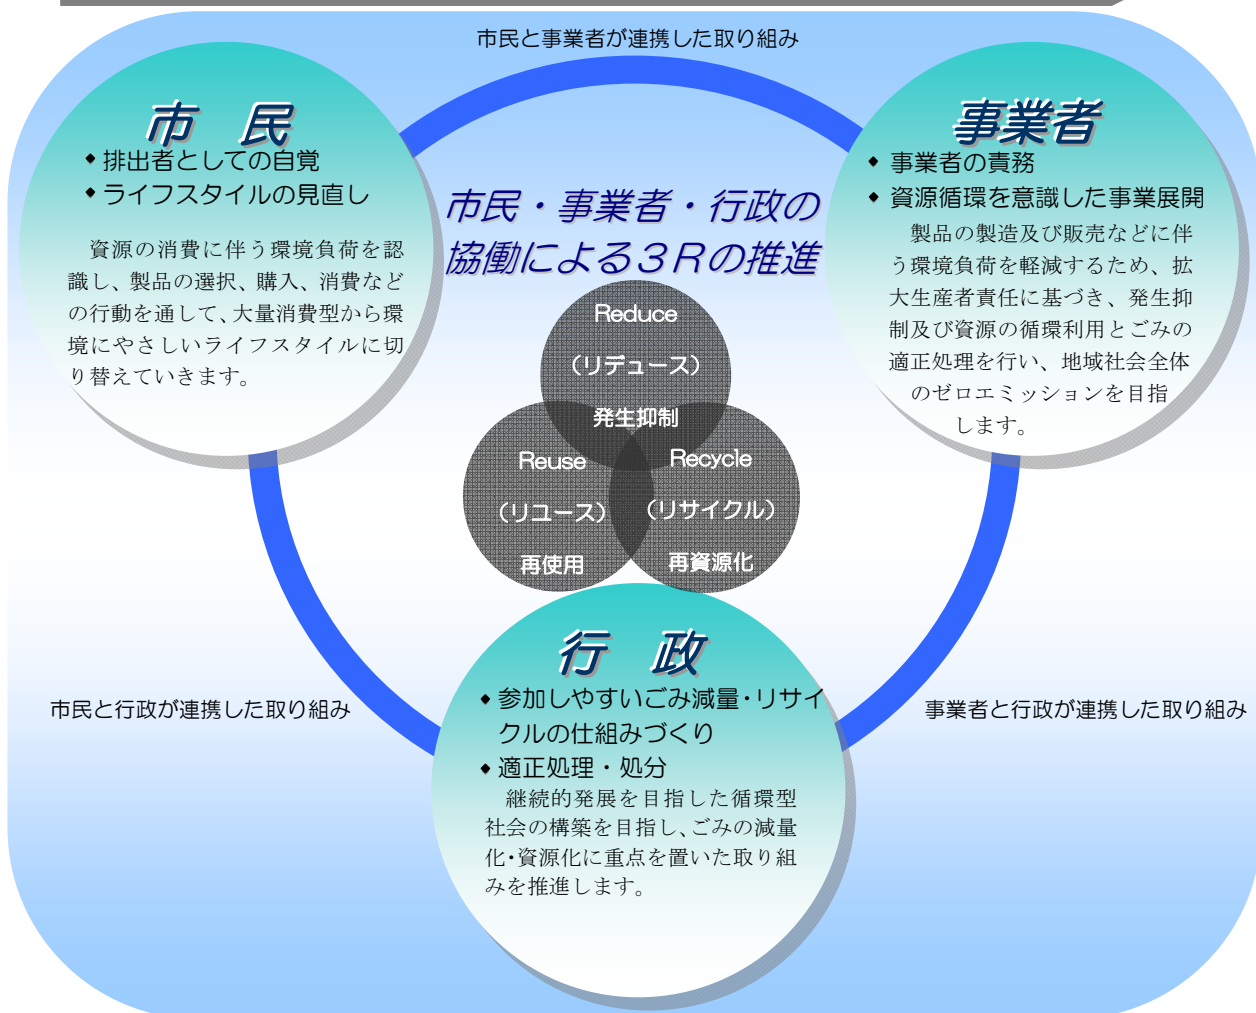 市民と事業者が連携した取り組み
市 民
◆排出者としての自覚
◆ライフスタイルの見直し
資源の消費に伴う環境負荷を認
識し、製品の選択、購入、消費など
の行動を通して、大量消費型から環
境にやさしいライフスタイルに切
り替えていきます。
事業者
◆事業者の責務
◆資源循環を意識した事業展開
製品の製造及び販売などに伴
う環境負荷を軽減するため、拡
大生産者責任に基づき、発生抑
制及び資源の循環利用とごみの
適正処理を行い、地域社会全体
のゼロエミッションを目指
します。
市民・事業者・行政の
協働による3Rの推進
Reduce
(リデュース)
発生抑制
Reuse
(リユース)
再使用
Recycle
(リサイクル)
再資源化
行 政
◆参加しやすいごみ減量・リサイ
クルの仕組みづくり
◆適正処理・処分
継続的発展を目指した循環型
社会の構築を目指し、ごみの減量
化・資源化に重点を置いた取り組
みを推進します。
市民と行政が連携した取り組み
事業者と行政が連携した取り組み